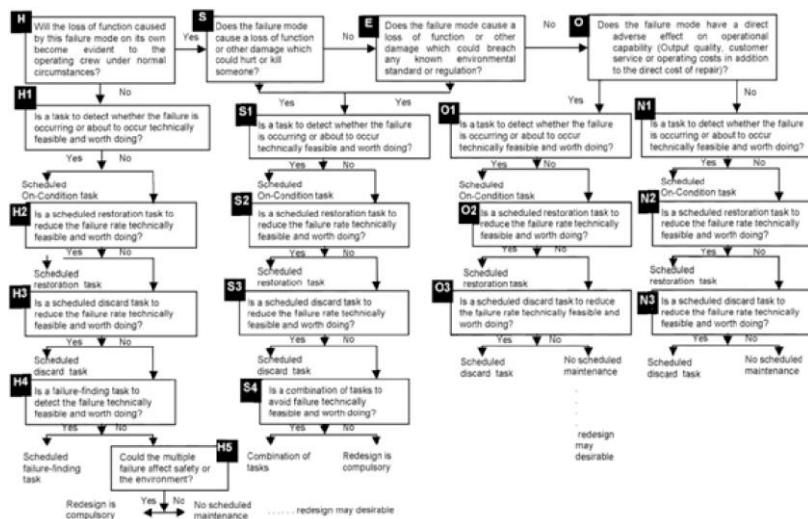 H
Will the loss of function caused
by this failure mode on its own
become evident to the
operating crew under normal
circumstances?
Yes
S
Does the failure mode cause a
loss of function or other damage which
could hurt or kill
someone?
No
E
Does the failure mode cause a
loss of function or other
damage which could breach
any known environmental
standard or regulation?
No
O
Does the failure mode have a direct
adverse effect on operational
capability (Output quality, customer
service or operating costs in addition
to the direct cost of repair)?
No
Yes
Yes
Yes
No
H1
Is a task to detect whether the failure
is occurring or about to occur technically
feasible and worth doing?
Yes No
Scheduled
On-Condition task
H2
Is a scheduled restoration task to
reduce the failure rate technically
feasible and worth doing?
Yes No
Scheduled
restoration task
H3
Is a scheduled discard task to
reduce the failure rate technically
feasible and worth doing?
Yes No
Scheduled
discard task
H4
Is a failure-finding task to
detect the failure technically
feasible and worth doing?
Yes No
Scheduled
failure-finding
task
H5
Could the multiple
failure affect safety or
the environment?
Yes No
Redesign is
compulsory
No scheduled
maintenance
...... redesign may desirable
S1
Is a task to detect whether the failure
is occurring or about to occur
technically feasible and worth doing?
Yes No
Scheduled
On-Condition task
S2
Is a scheduled restoration task to
reduce the failure rate technically
feasible and worth doing?
Yes No
Scheduled
restoration task
S3
Is a scheduled discard task to
reduce the failure rate technically
feasible and worth doing?
Yes No
Scheduled
discard task
S4
Is a combination of tasks to
avoid failure technically
feasible and worth doing?
Yes No
Combination of
tasks
Redesign is
compulsory
O1
Is a task to detect whether the failure
is occurring or about to occur
technically feasible and worth doing?
Yes No
Scheduled
On-Condition task
O2
Is a scheduled restoration task to
reduce the failure rate technically
feasible and worth doing?
Yes No
Scheduled
restoration task
O3
Is a scheduled discard task to reduce
the failure rate technically feasible and
worth doing?
Yes No
Scheduled
discard task
No scheduled
maintenance
redesign
may
desirable
N1
Is a task to detect whether the failure
is occurring or about to occur
technically feasible and worth doing?
Yes No
Scheduled
On-Condition task
N2
Is a scheduled restoration task to
reduce the failure rate technically
feasible and worth doing?
Yes No
Scheduled
restoration task
N3
Is a scheduled discard task to
reduce the failure rate technically
feasible and worth doing?
Yes No
Scheduled
discard task
No scheduled
maintenance